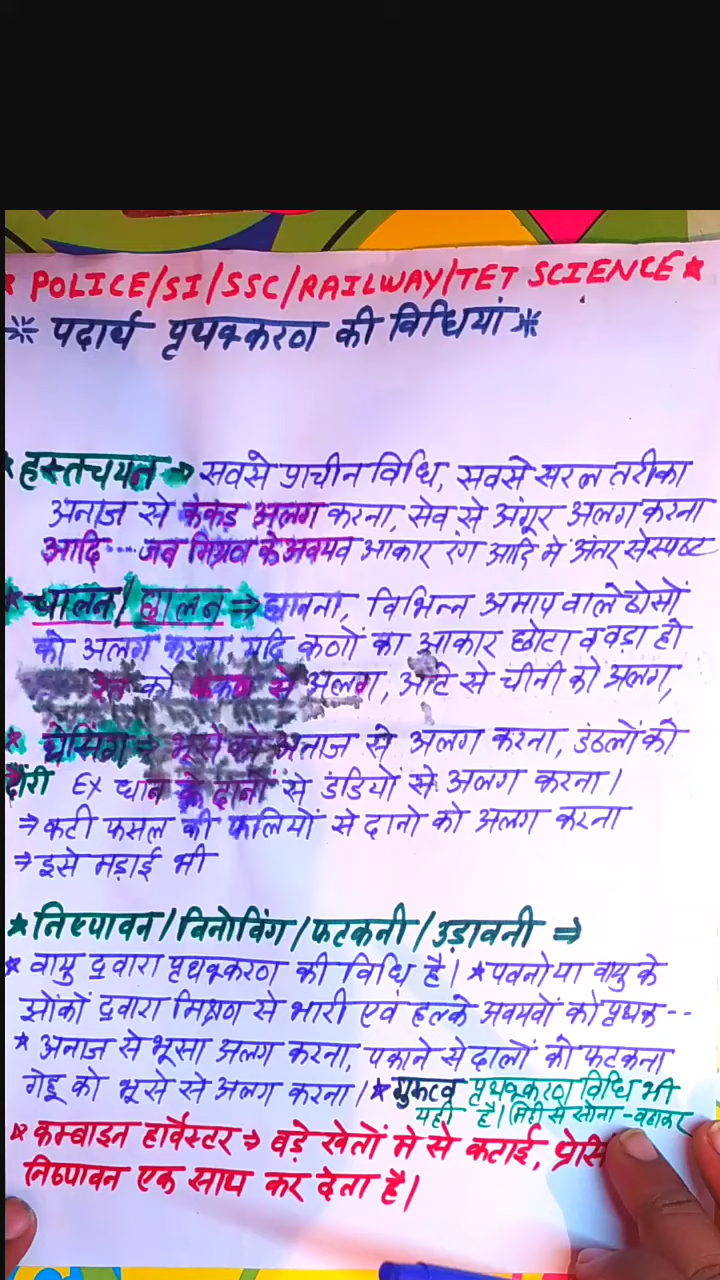 ★ POLICE/SI/SSC/RAILWAY/TET SCIENCE ★
※ पदार्थ पृथक्करण की विधियां ※
★ हस्तचयन ⇒ सबसे प्राचीन विधि, सबसे सरल तरीका
अनाज से कंकड़ अलग करना, सेव से अंगूर अलग करना
आदि... जब मिश्रण के अवयव आकार रंग आदि में अंतर से स्पष्ट
★ चालन/छालन ⇒ छानना, विभिन्न अमाप वाले ठोसों
को अलग करना यदि कणों का आकार छोटा व बड़ा हो
रेत को कंकण से अलग, आटे से चीनी को अलग,
★ थ्रेसिंग ⇒ भूसे को अनाज से अलग करना, डंठलों को
दौंरी EX धान के दानों से डंडियों से अलग करना।
⇒ कटी फसल की फलियों से दानो को अलग करना
⇒ इसे मड़ाई भी
★ निष्पावन/विनोविंग/फटकनी/उड़ावनी ⇒
★ वायु द्वारा पृथक्करण की विधि है। ★ पवनो या वायु के
झोंकों द्वारा मिश्रण से भारी एवं हल्के अवयवों को पृथक--
★ अनाज से भूसा अलग करना, पकाने से दालों को फटकना
गेहू को भूसे से अलग करना। ★ गुरूत्व पृथक्करण विधि भी
यही है। मिट्टी से सोना - बहाकर
★ कम्बाइन हार्वेस्टर ⇒ बड़े खेतों मे से कटाई, थ्रेसि
निष्पावन एक साथ कर देता है।